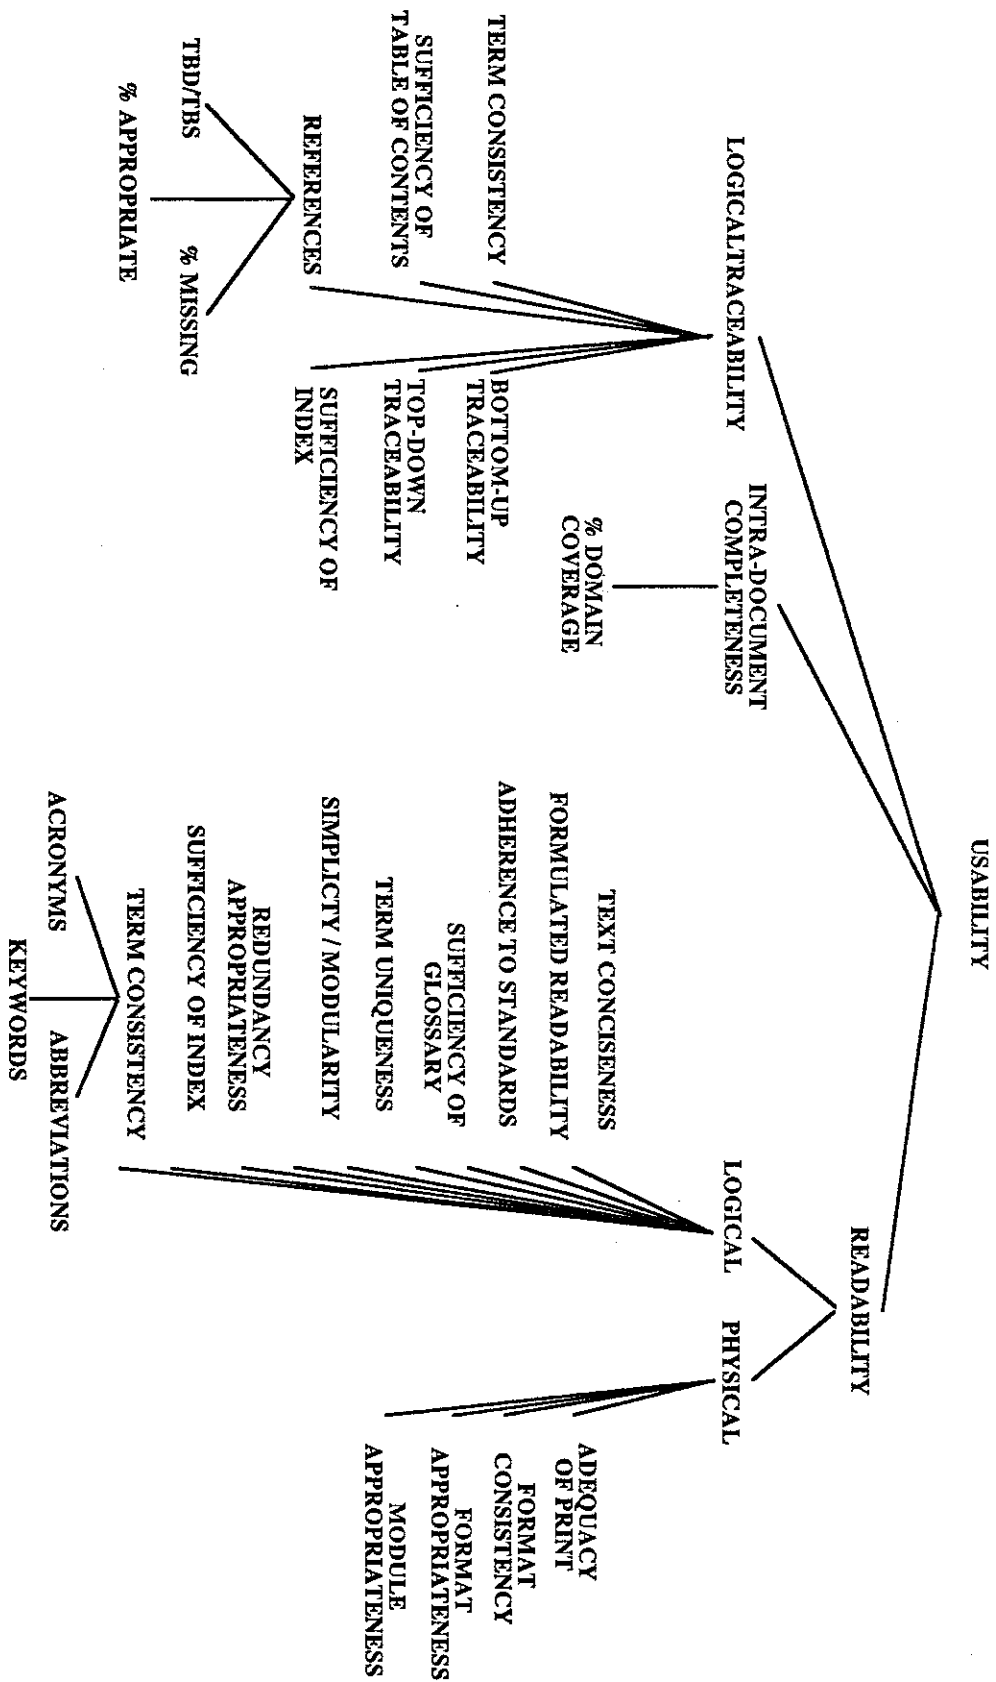 USABILITY
LOGICALTRACEABILITY
INTRA-DOCUMENT
COMPLETENESS
READABILITY
TERM CONSISTENCY
SUFFICIENCY OF
TABLE OF CONTENTS
REFERENCES
TBD/TBS
% APPROPRIATE
% MISSING
BOTTOM-UP
TRACEABILITY
TOP-DOWN
TRACEABILITY
SUFFICIENCY OF
INDEX
% DOMAIN
COVERAGE
LOGICAL
PHYSICAL
TEXT CONCISENESS
FORMULATED READABILITY
ADHERENCE TO STANDARDS
SUFFICIENCY OF
GLOSSARY
TERM UNIQUENESS
SIMPLICTY / MODULARITY
REDUNDANCY
APPROPRIATENESS
SUFFICIENCY OF INDEX
TERM CONSISTENCY
ACRONYMS
KEYWORDS
ABBREVIATIONS
ADEQUACY
OF PRINT
FORMAT
CONSISTENCY
FORMAT
APPROPRIATENESS
MODULE
APPROPRIATENESS